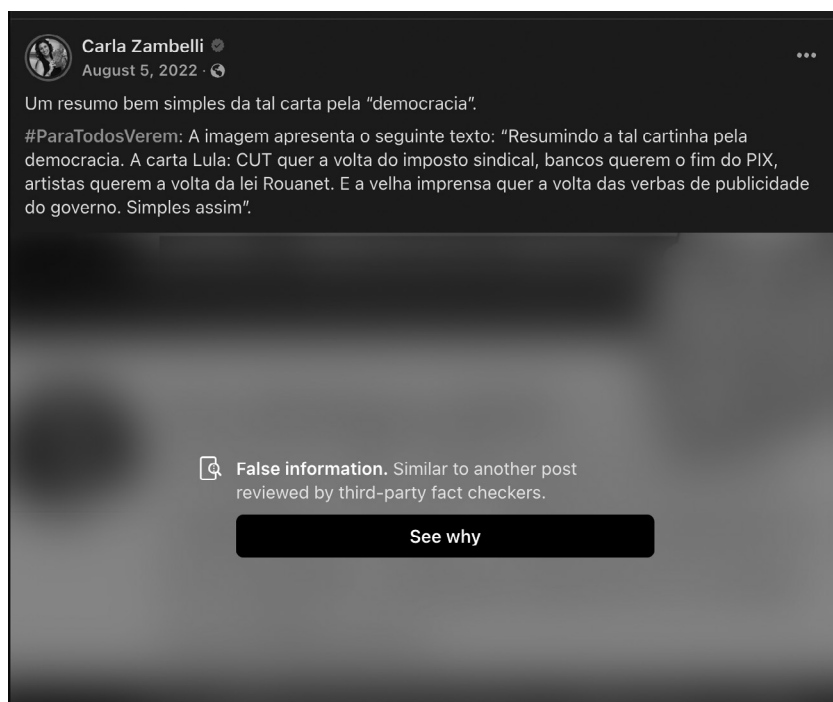 Carla Zambelli
August 5, 2022 ·
Um resumo bem simples da tal carta pela “democracia”.
#ParaTodosVerem: A imagem apresenta o seguinte texto: “Resumindo a tal cartinha pela
democracia. A carta Lula: CUT quer a volta do imposto sindical, bancos querem o fim do PIX,
artistas querem a volta da lei Rouanet. E a velha imprensa quer a volta das verbas de publicidade
do governo. Simples assim”.
False information. Similar to another post
reviewed by third-party fact checkers.
See why